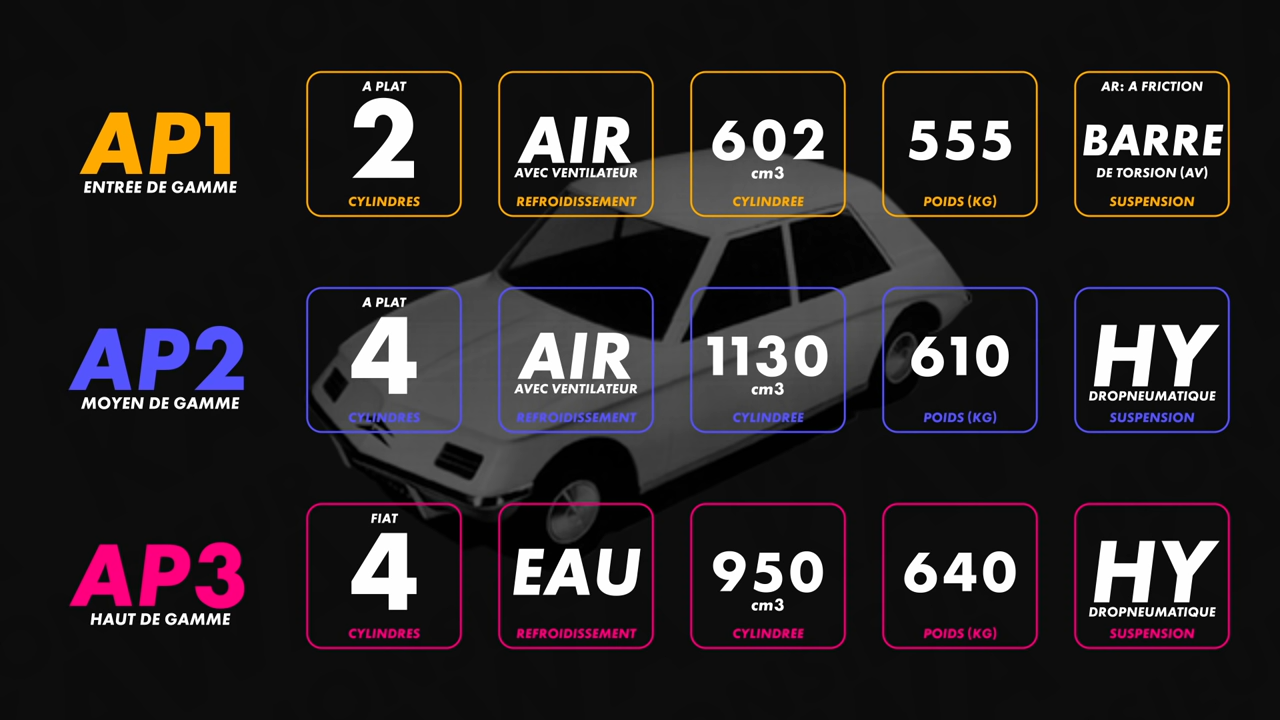 AP1
ENTREE DE GAMME
A PLAT
2
CYLINDRES
AIR
AVEC VENTILATEUR
REFROIDISSEMENT
602
cm3
CYLINDREE
555
POIDS (KG)
AR: A FRICTION
BARRE
DE TORSION (AV)
SUSPENSION
AP2
MOYEN DE GAMME
A PLAT
4
CYLINDRES
AIR
AVEC VENTILATEUR
REFROIDISSEMENT
1130
cm3
CYLINDREE
610
POIDS (KG)
HY
DROPNEUMATIQUE
SUSPENSION
AP3
HAUT DE GAMME
FIAT
4
CYLINDRES
EAU
REFROIDISSEMENT
950
cm3
CYLINDREE
640
POIDS (KG)
HY
DROPNEUMATIQUE
SUSPENSION